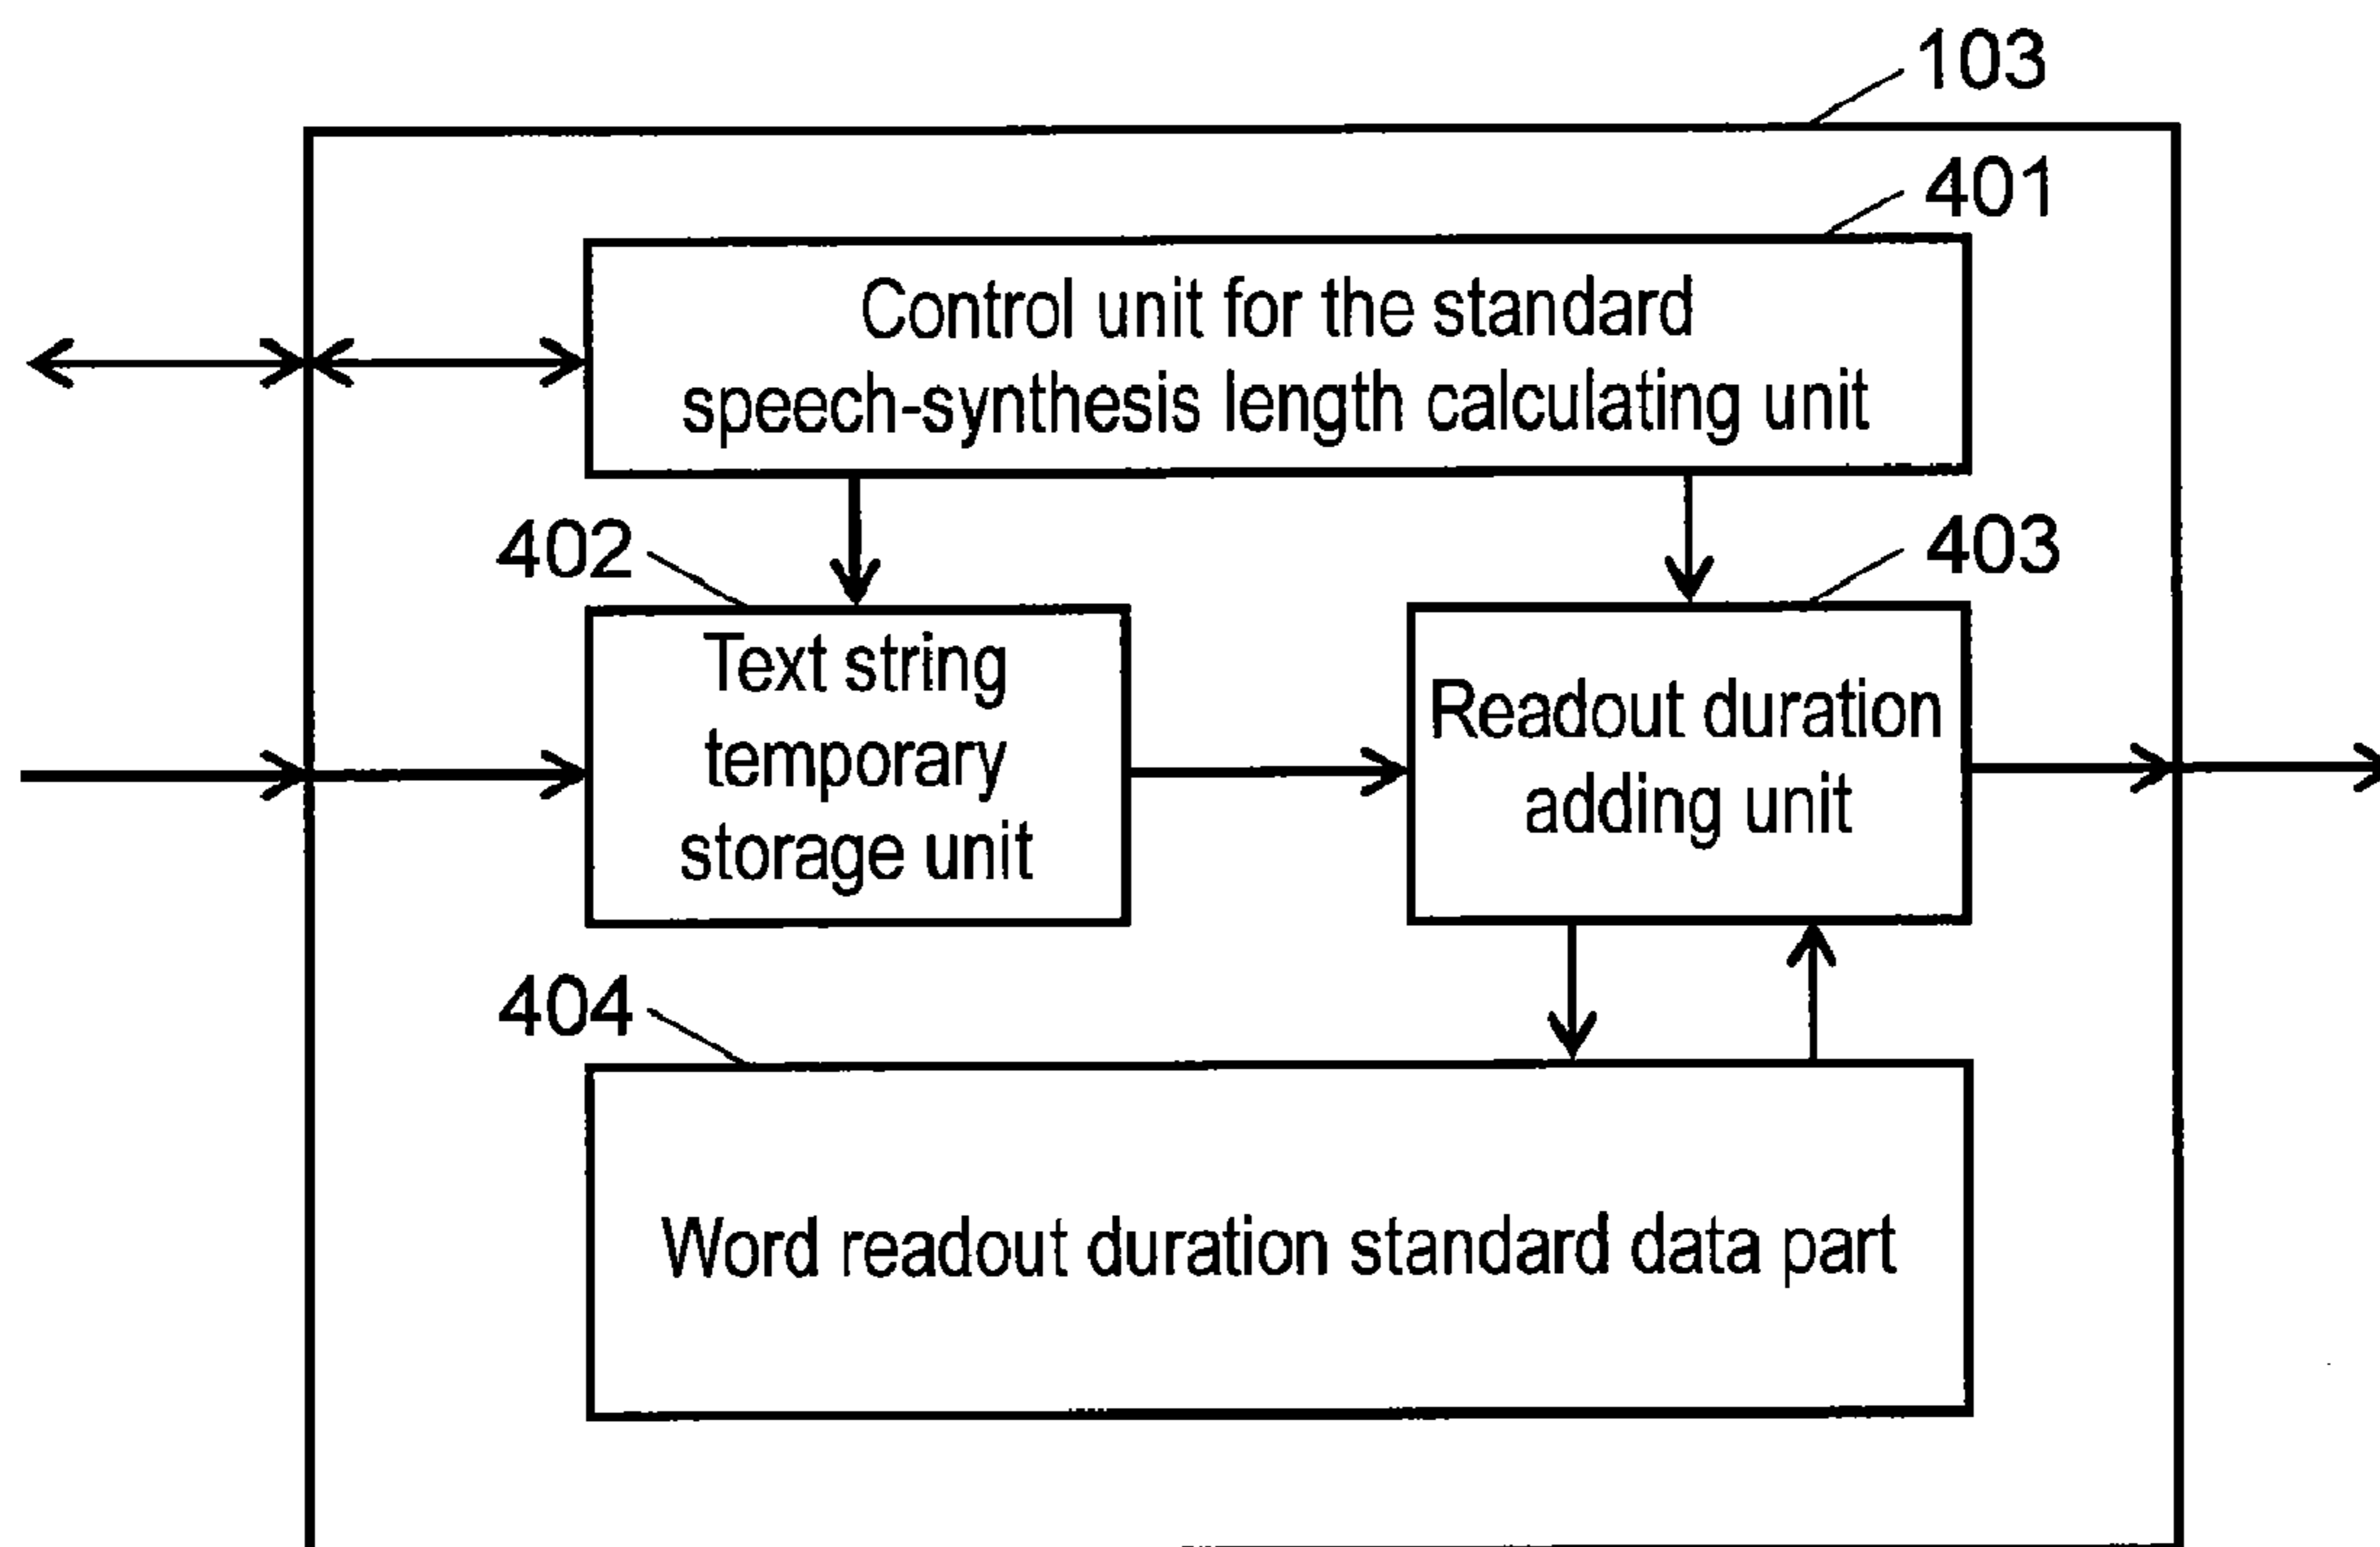 103
401
Control unit for the standard
speech-synthesis length calculating unit
402
403
Text string
temporary
storage unit
Readout duration
adding unit
404
Word readout duration standard data part